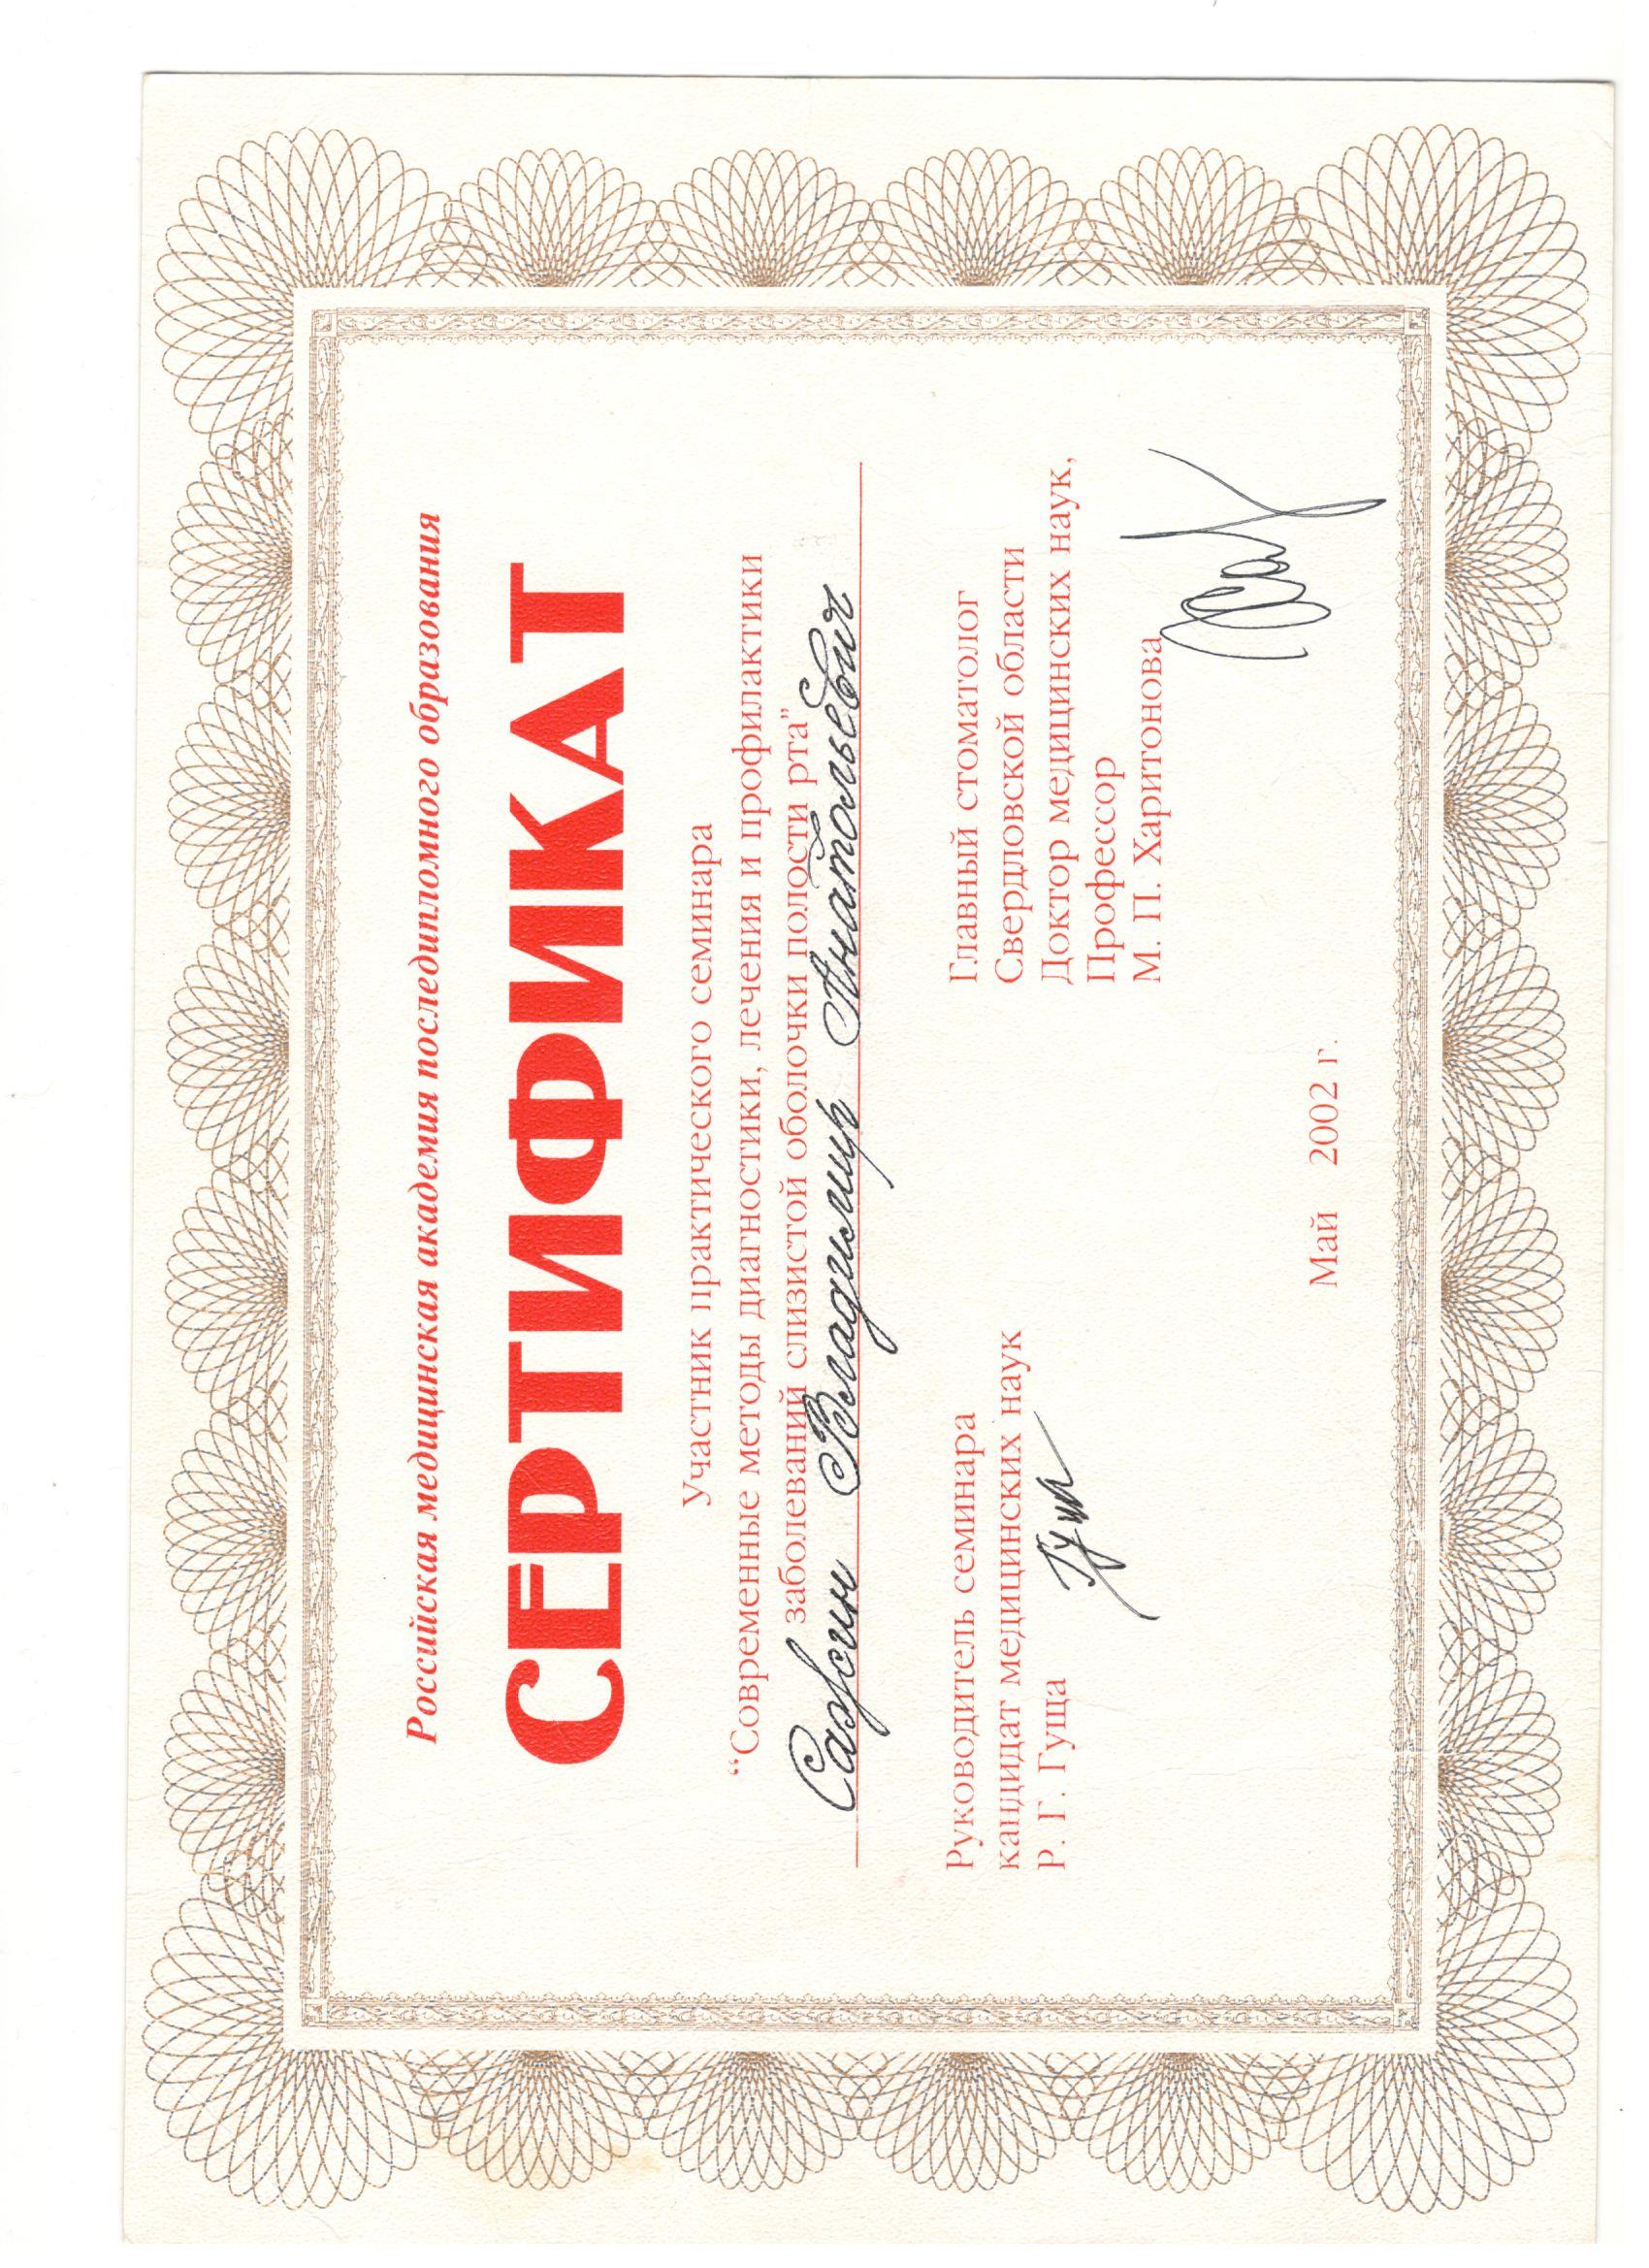 Российская медицинская академия последипломного образования
СЕРТИФИКАТ
Участник практического семинара
“Современные методы диагностики, лечения и профилактики
заболеваний слизистой оболочки полости рта”
Сажин Владимир Анатольевич
Руководитель семинара
кандидат медицинских наук
Р. Г. Гуща
Главный стоматолог
Свердловской области
Доктор медицинских наук,
Профессор
М. П. Харитонова
Май 2002 г.